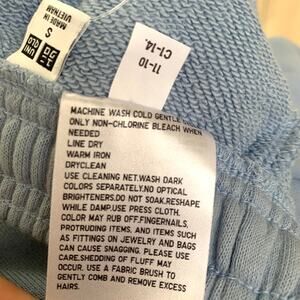 UNI
QLO
S
MADE IN
VIETNAM
11-10
C1-14.
MACHINE WASH COLD GENTLE
ONLY NON-CHLORINE BLEACH WHEN
NEEDED
LINE DRY
WARM IRON
DRYCLEAN
USE CLEANING NET.WASH DARK
COLORS SEPARATELY.NO OPTICAL
BRIGHTENERS.DO NOT SOAK.RESHAPE
WHILE DAMP.USE PRESS CLOTH.
COLOR MAY RUB OFF.FINGERNAILS,
PROTRUDING ITEMS, AND ITEMS SUCH
AS FITTINGS ON JEWELRY AND BAGS
CAN CAUSE SNAGGING. PLEASE USE
CARE.SHEDDING OF FLUFF MAY
OCCUR. USE A FABRIC BRUSH TO
GENTLY COMB AND REMOVE EXCESS
HAIRS.